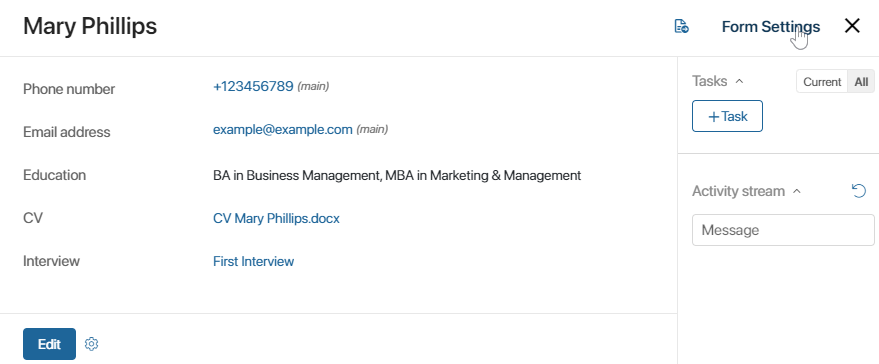 Mary Phillips
Form Settings
Phone number +123456789 (main)
Email address example@example.com (main)
Education BA in Business Management, MBA in Marketing & Management
CV CV Mary Phillips.docx
Interview First Interview
Edit
Tasks Current All
+Task
Activity stream
Message